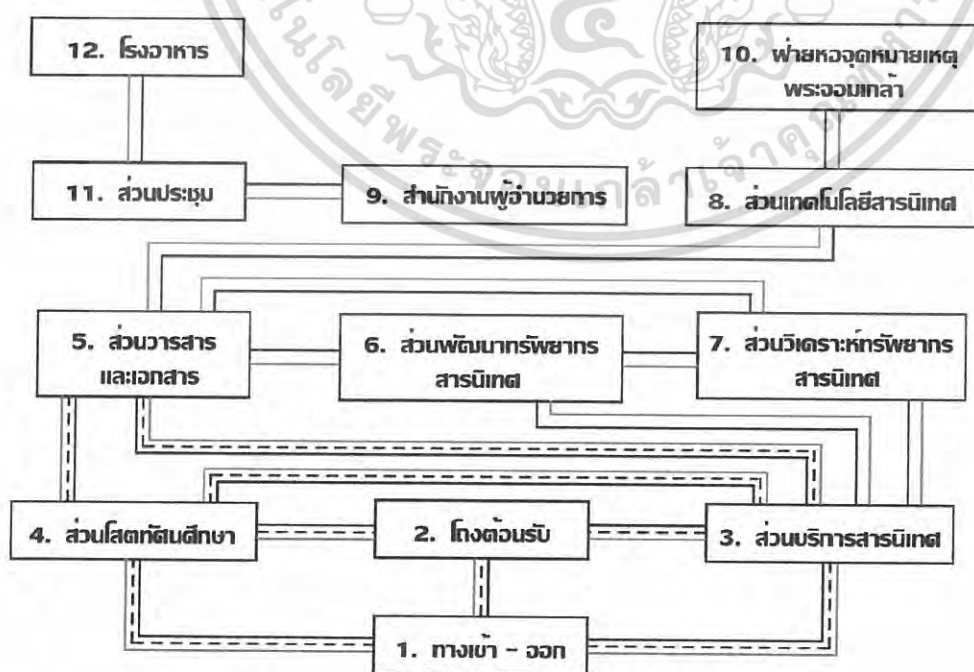 12. โรงอาหาร
10. ฝ่ายหอจดหมายเหตุ
พระจอมเกล้า
11. ส่วนประชุม
9. สำนักงานผู้อำนวยการ
8. ส่วนเทคโนโลยีสารนิเทศ
5. ส่วนวารสาร
และเอกสาร
6. ส่วนพัฒนาทรัพยากร
สารนิเทศ
7. ส่วนวิเคราะห์ทรัพยากร
สารนิเทศ
4. ส่วนโสตทัศนศึกษา
2. โถงต้อนรับ
3. ส่วนบริการสารนิเทศ
1. ทางเข้า - ออก